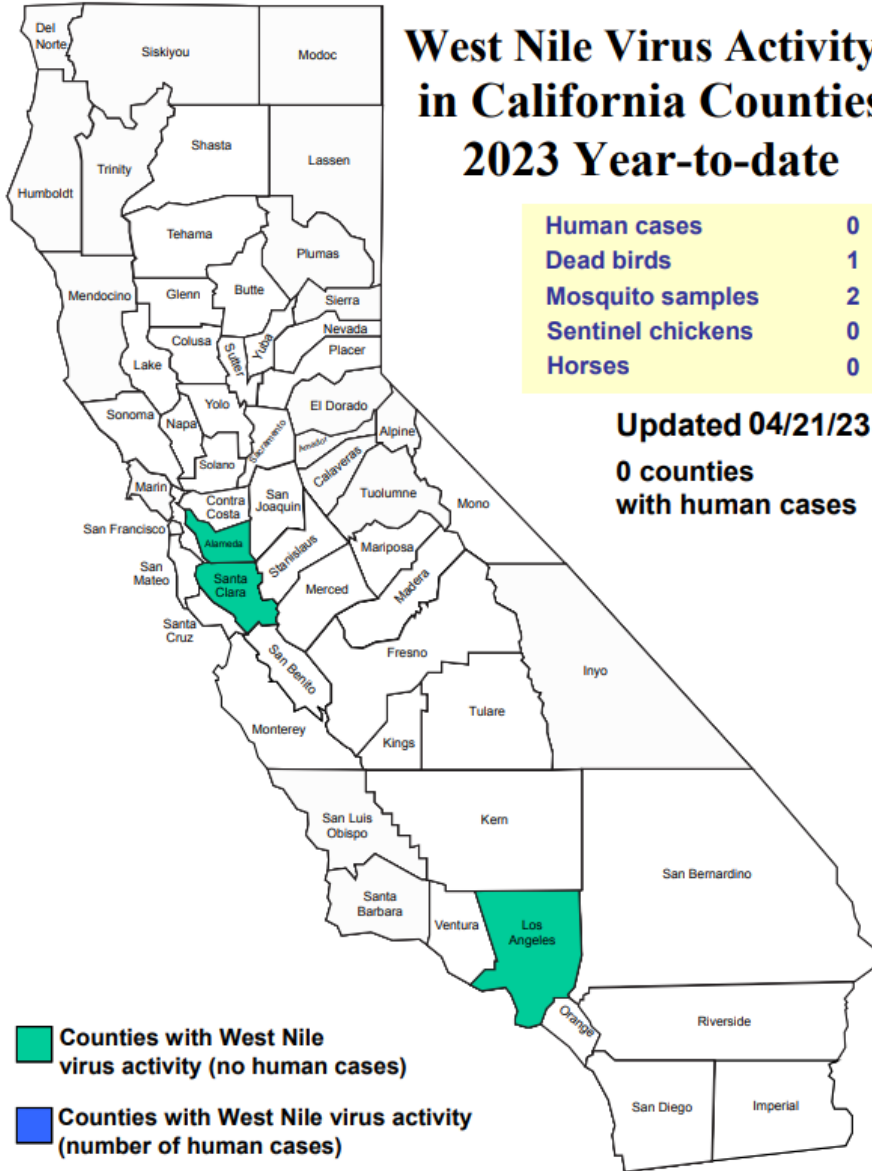 West Nile Virus Activity
in California Counties
2023 Year-to-date
Human cases 0
Dead birds 1
Mosquito samples 2
Sentinel chickens 0
Horses 0
Updated 04/21/23
0 counties
with human cases
Del
Norte
Siskiyou
Modoc
Humboldt
Trinity
Shasta
Lassen
Tehama
Plumas
Mendocino
Glenn
Butte
Sierra
Lake
Colusa
Sutter
Yuba
Nevada
Placer
Sonoma
Napa
Yolo
Sacramento
El Dorado
Solano
Amador
Alpine
Calaveras
Marin
Contra
Costa
San
Joaquin
Tuolumne
Mono
San Francisco
Alameda
Stanislaus
Mariposa
San
Mateo
Santa
Clara
Merced
Madera
Santa
Cruz
San Benito
Fresno
Inyo
Monterey
Kings
Tulare
San Luis
Obispo
Kern
San Bernardino
Santa
Barbara
Ventura
Los
Angeles
Orange
Riverside
San Diego
Imperial
Counties with West Nile
virus activity (no human cases)
Counties with West Nile virus activity
(number of human cases)